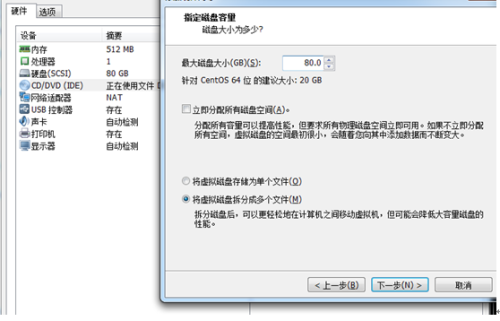 硬件 选项
设备 摘要
内存 512 MB
处理器 1
硬盘(SCSI) 80 GB
CD/DVD (IDE) 正在使用文件
网络适配器 NAT
USB 控制器 存在
声卡 自动检测
打印机 存在
显示器 自动检测
指定磁盘容量
磁盘大小为多少?
最大磁盘大小(GB)(S): 80.0
针对 CentOS 64 位 的建议大小: 20 GB
立即分配所有磁盘空间(A)。
分配所有容量可以提高性能，但要求所有物理磁盘空间立即可用。如果不立即分配
所有空间，虚拟磁盘的空间最初很小，会随着您向其中添加数据而不断变大。
将虚拟磁盘存储为单个文件(O)
将虚拟磁盘拆分成多个文件(M)
拆分磁盘后，可以更轻松地在计算机之间移动虚拟机，但可能会降低大容量磁盘的
性能。
< 上一步(B) 下一步(N) > 取消